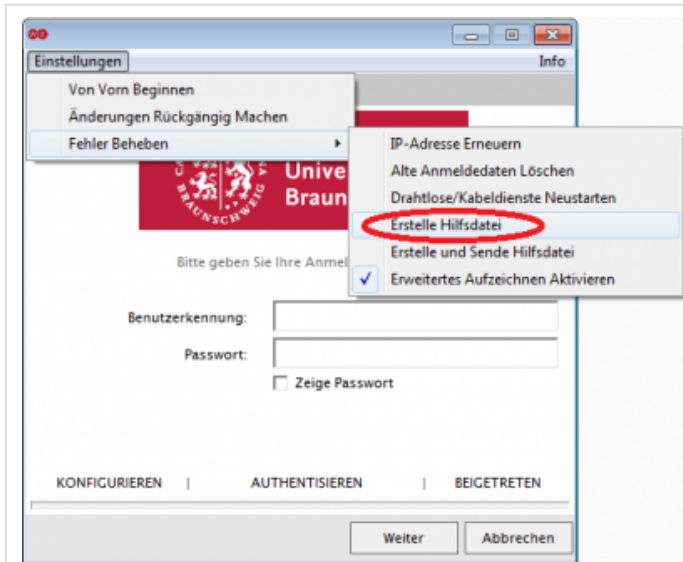 Einstellungen Info
Von Vorn Beginnen
Änderungen Rückgängig Machen
Fehler Beheben
IP-Adresse Erneuern
Alte Anmeldedaten Löschen
Drahtlose/Kabeldienste Neustarten
Erstelle Hilfsdatei
Erstelle und Sende Hilfsdatei
Erweitertes Aufzeichnen Aktivieren
Unive
Braun
BRAUNSCHWEIG
Bitte geben Sie Ihre Anmel
Benutzerkennung:
Passwort:
Zeige Passwort
KONFIGURIEREN | AUTHENTISIEREN | BEIGETRETEN
Weiter Abbrechen